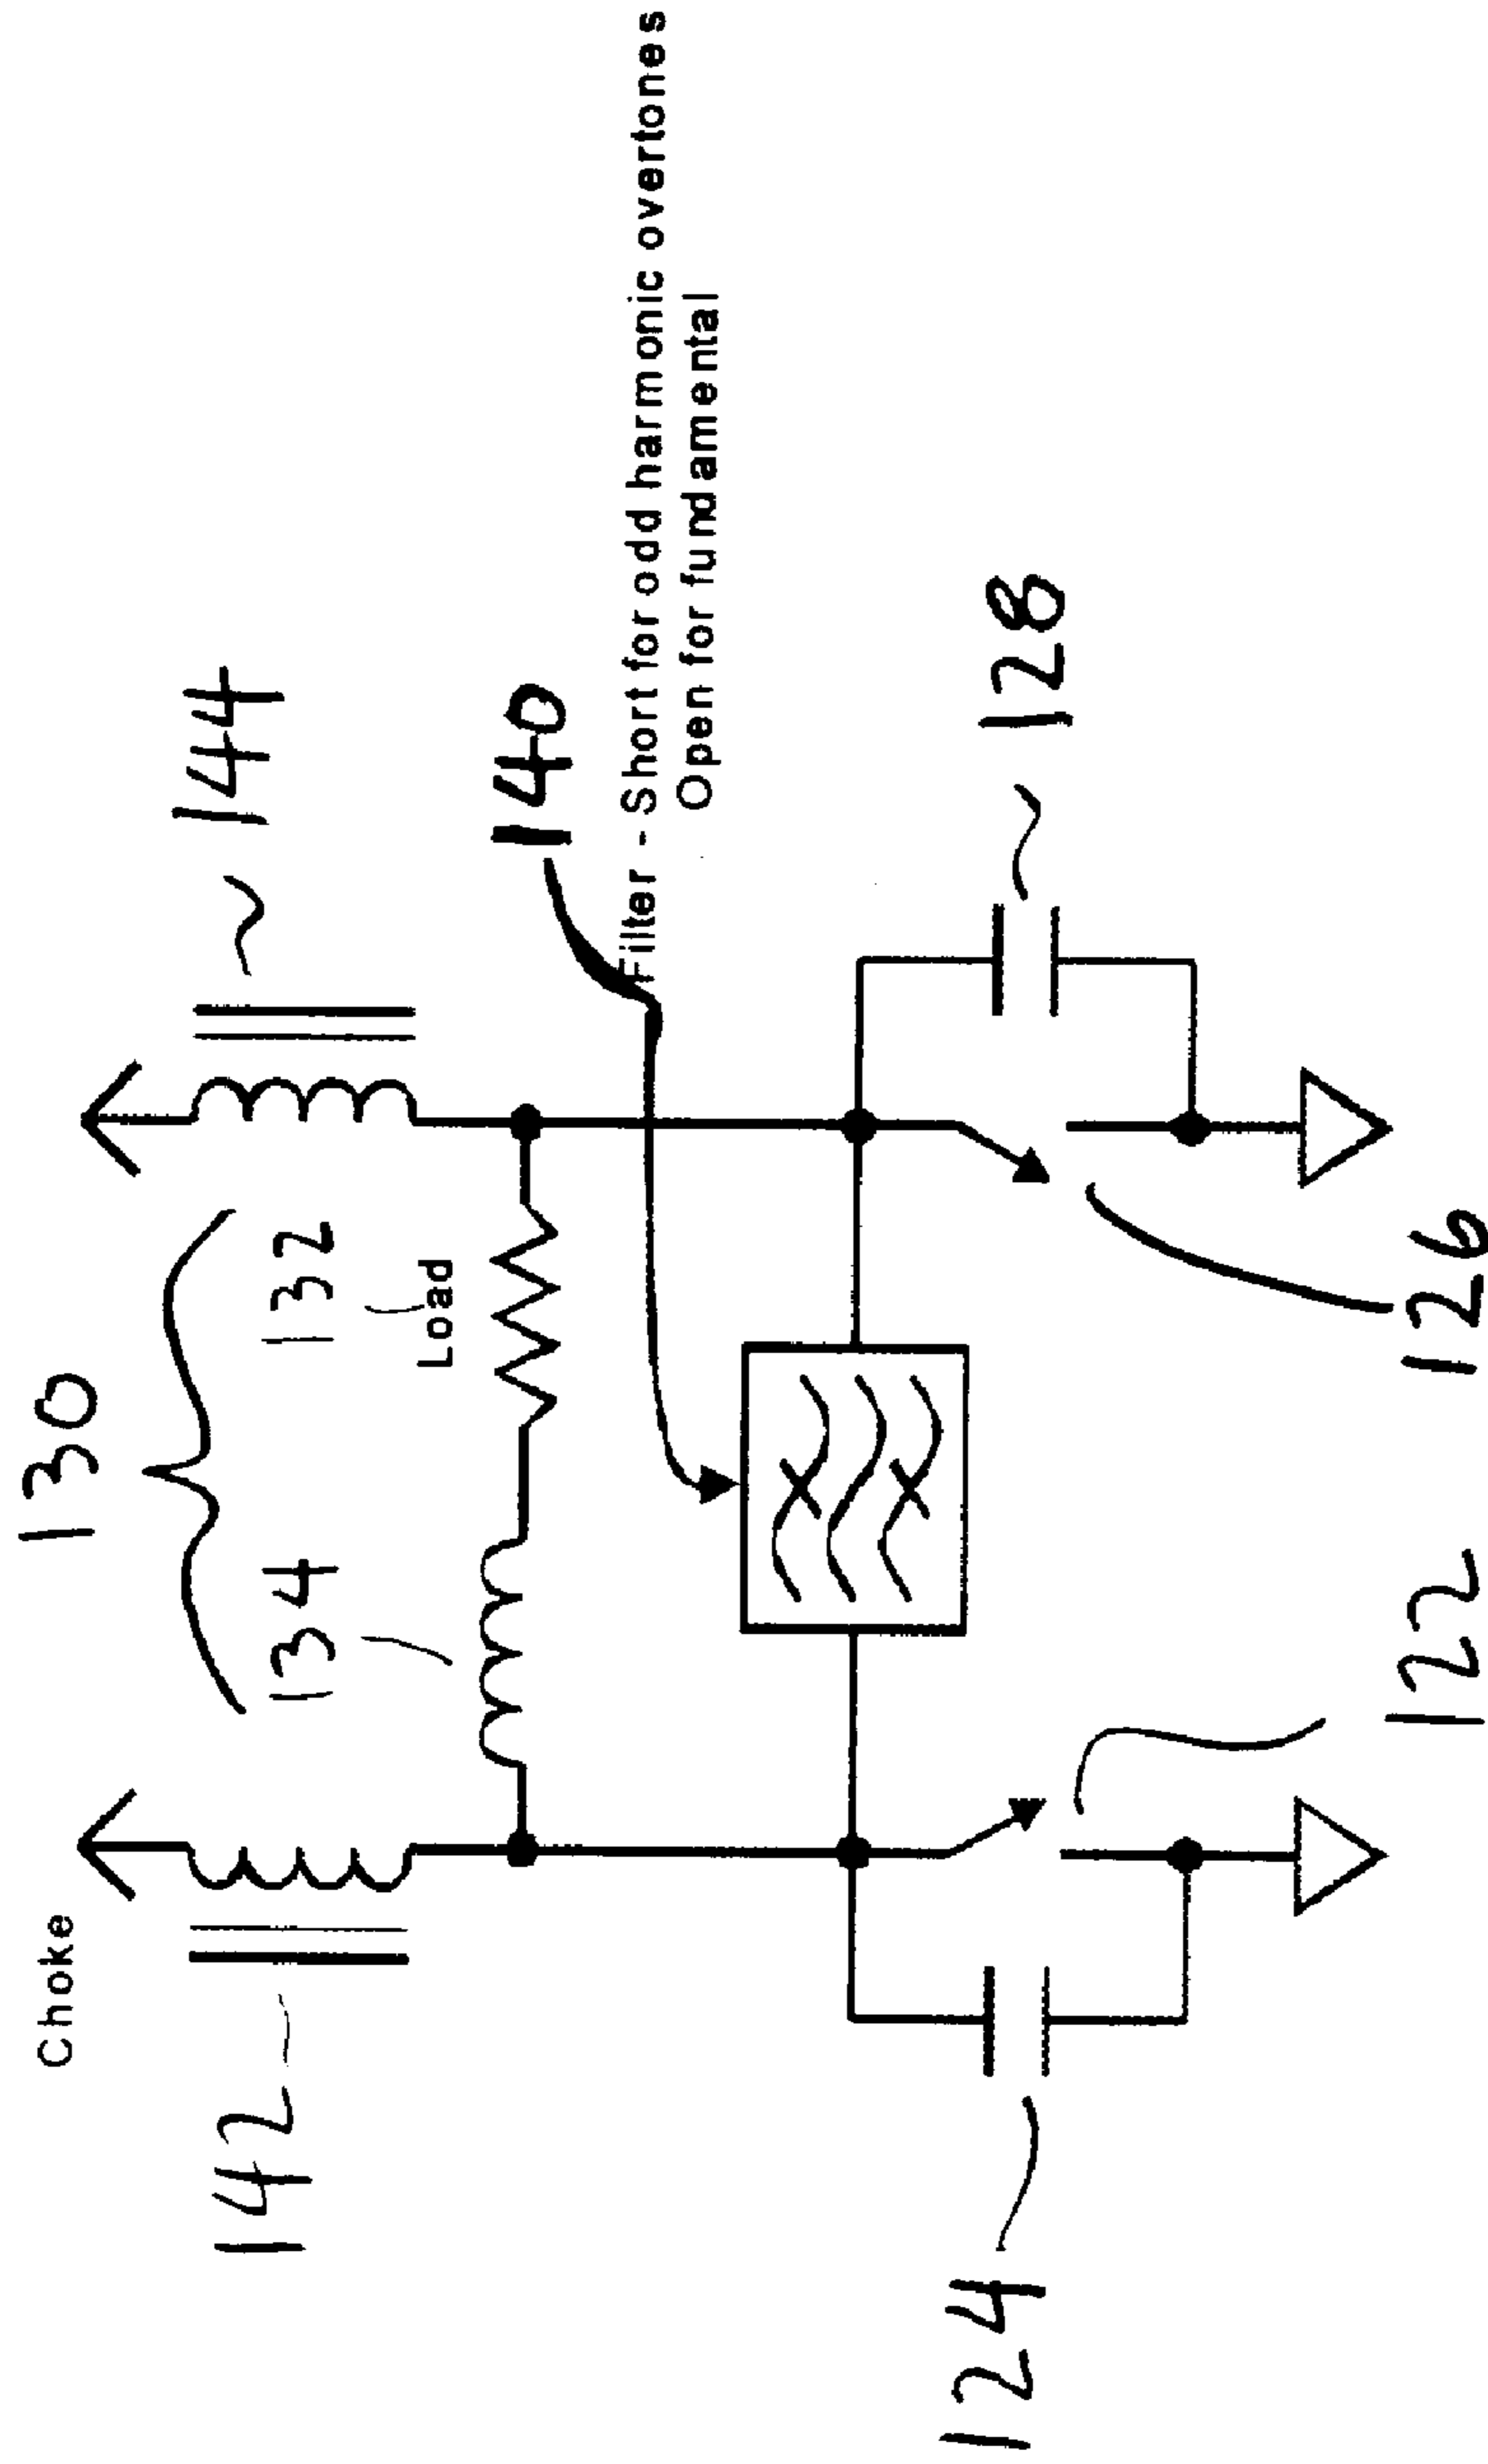 130
Choke
142
134
132
Load
144
140
Filter - Short for odd harmonic overtones
Open for fundamental
124
128
122
126